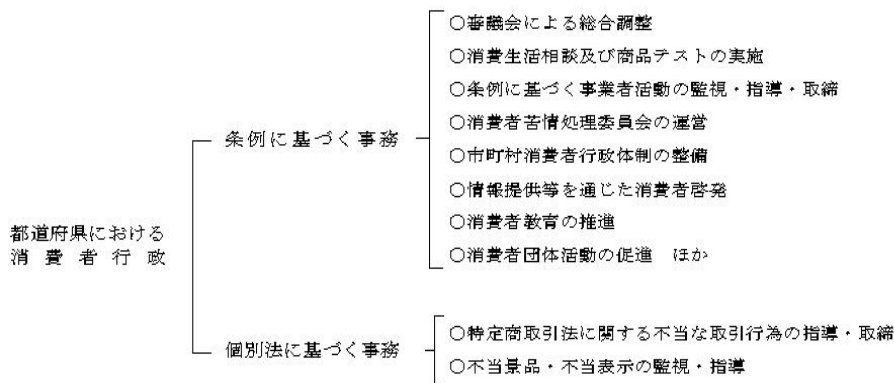 都道府県における
消費者行政
条例に基づく事務
○審議会による総合調整
○消費生活相談及び商品テストの実施
○条例に基づく事業者活動の監視・指導・取締
○消費者苦情処理委員会の運営
○市町村消費者行政体制の整備
○情報提供等を通じた消費者啓発
○消費者教育の推進
○消費者団体活動の促進　ほか
個別法に基づく事務
○特定商取引法に関する不当な取引行為の指導・取締
○不当景品・不当表示の監視・指導